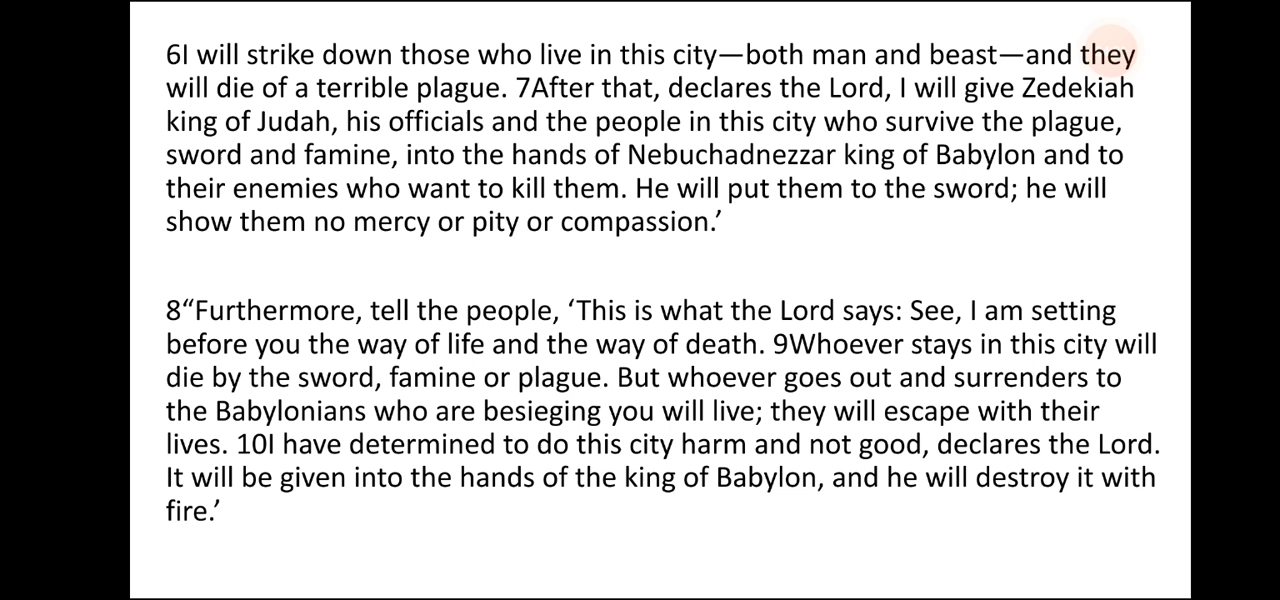 6I will strike down those who live in this city—both man and beast—and they
will die of a terrible plague. 7After that, declares the Lord, I will give Zedekiah
king of Judah, his officials and the people in this city who survive the plague,
sword and famine, into the hands of Nebuchadnezzar king of Babylon and to
their enemies who want to kill them. He will put them to the sword; he will
show them no mercy or pity or compassion.’
8“Furthermore, tell the people, ‘This is what the Lord says: See, I am setting
before you the way of life and the way of death. 9Whoever stays in this city will
die by the sword, famine or plague. But whoever goes out and surrenders to
the Babylonians who are besieging you will live; they will escape with their
lives. 10I have determined to do this city harm and not good, declares the Lord.
It will be given into the hands of the king of Babylon, and he will destroy it with
fire.’